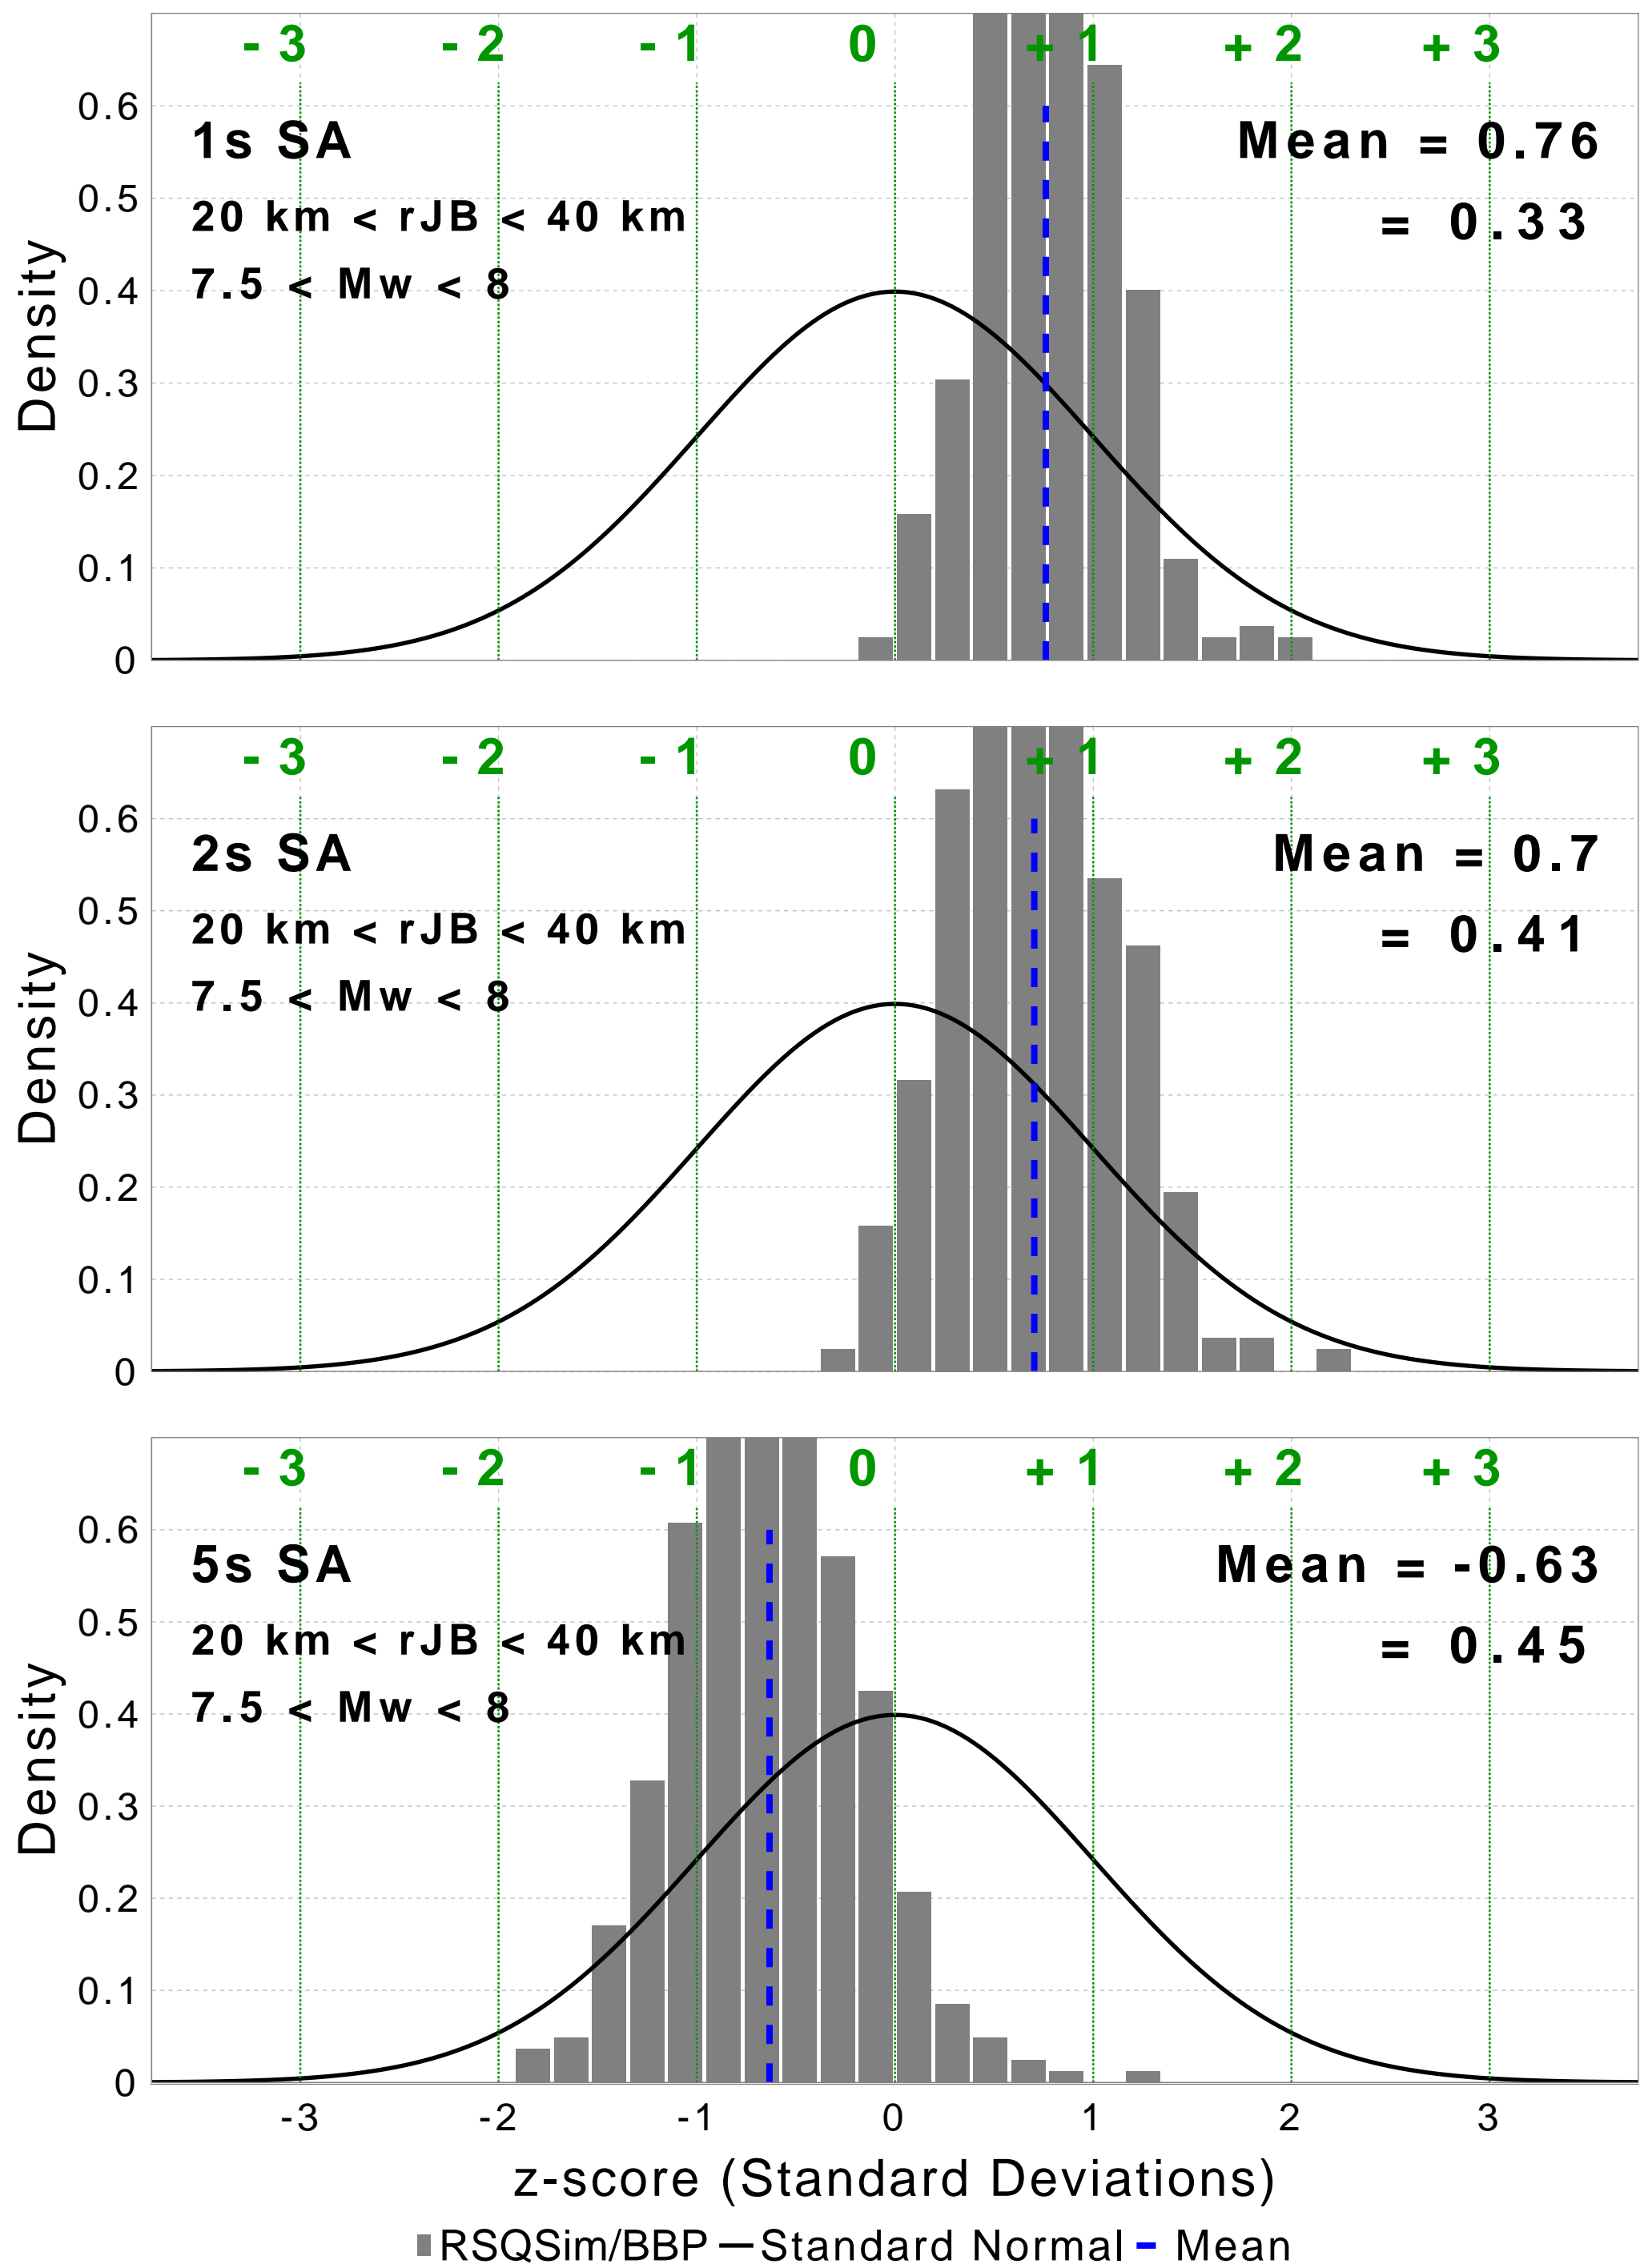 - 3 - 2 - 1 0 + 1 + 2 + 3
0.6
1s SA
Mean = 0.76
0.5
20 km < rJB < 40 km
= 0.33
7.5 < Mw < 8
0.4
Density
0.3
0.2
0.1
0
- 3 - 2 - 1 0 + 1 + 2 + 3
0.6
2s SA
Mean = 0.7
0.5
20 km < rJB < 40 km
= 0.41
7.5 < Mw < 8
0.4
Density
0.3
0.2
0.1
0
- 3 - 2 - 1 0 + 1 + 2 + 3
0.6
5s SA
Mean = -0.63
0.5
20 km < rJB < 40 km
= 0.45
7.5 < Mw < 8
0.4
Density
0.3
0.2
0.1
0
-3 -2 -1 0 1 2 3
z-score (Standard Deviations)
RSQSim/BBP Standard Normal Mean